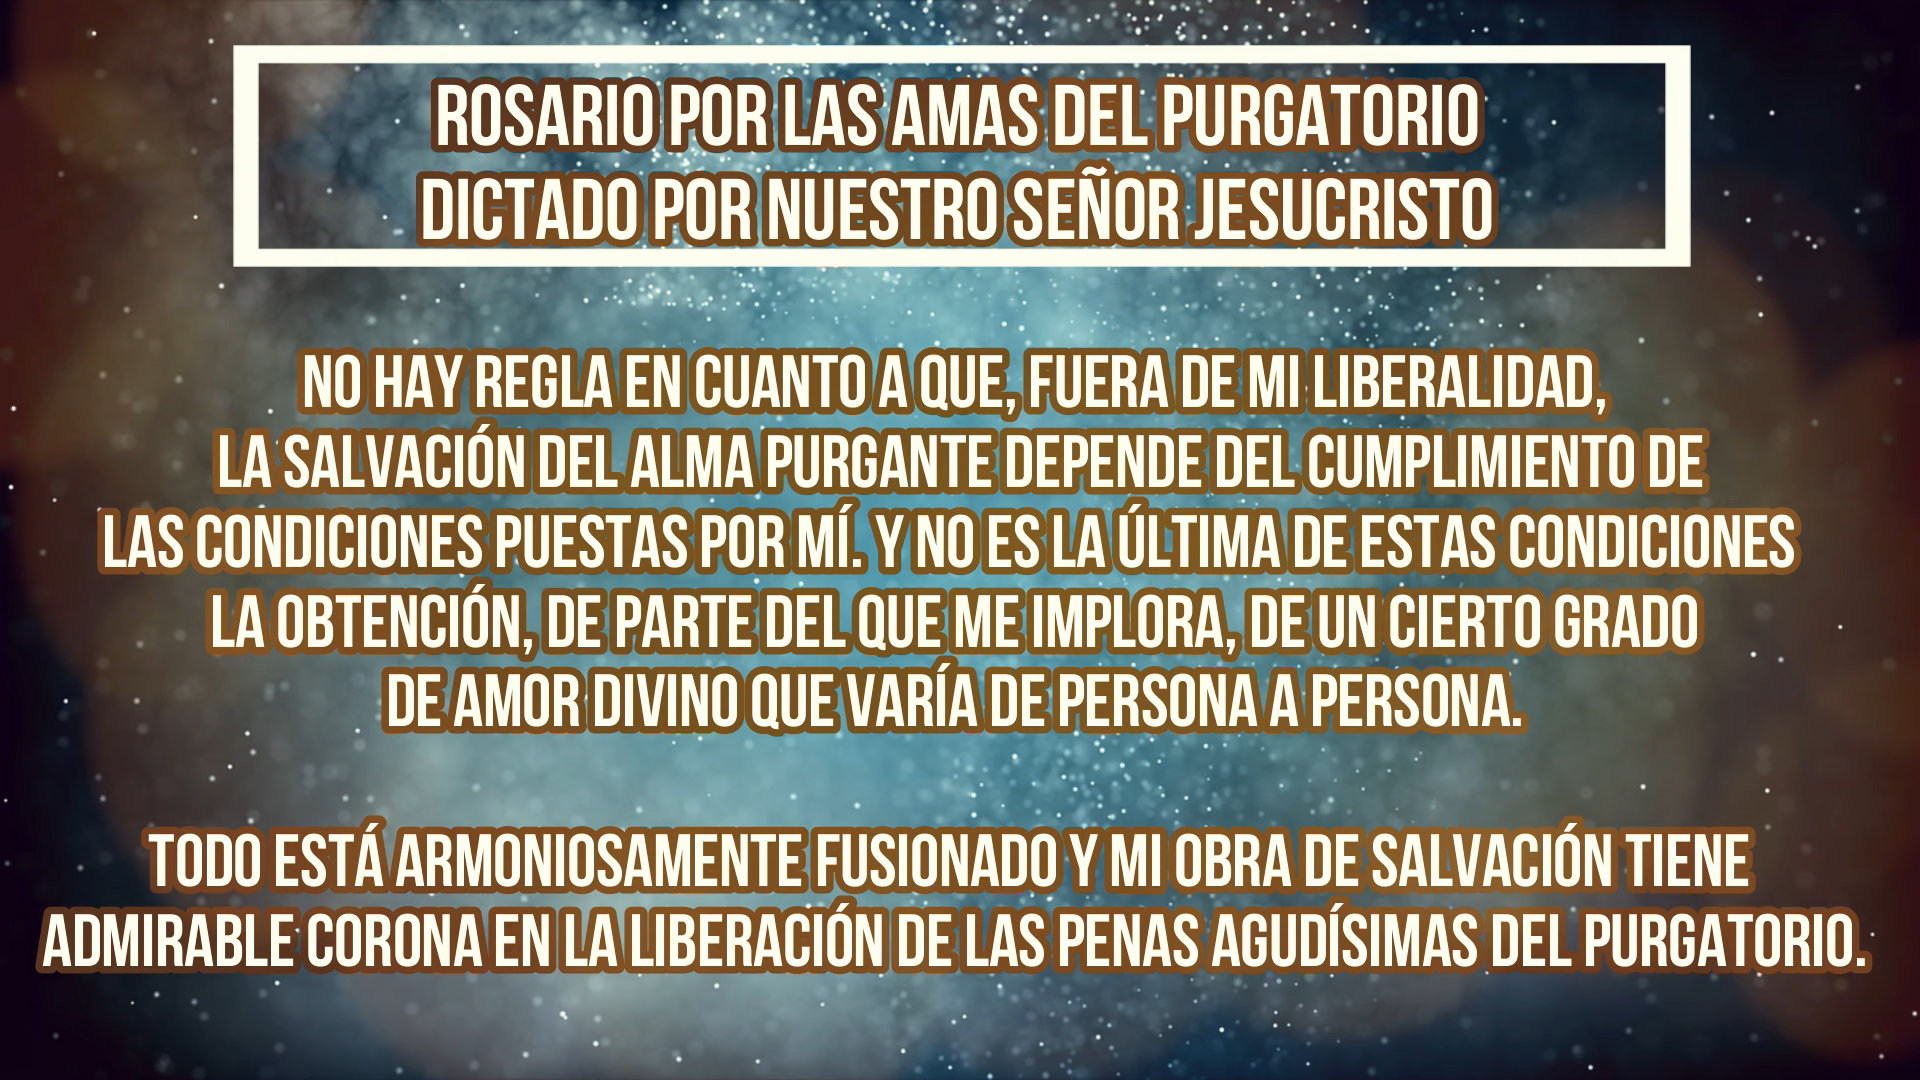 ROSARIO POR LAS AMAS DEL PURGATORIO
DICTADO POR NUESTRO SEÑOR JESUCRISTO
NO HAY REGLA EN CUANTO A QUE, FUERA DE MI LIBERALIDAD,
LA SALVACIÓN DEL ALMA PURGANTE DEPENDE DEL CUMPLIMIENTO DE
LAS CONDICIONES PUESTAS POR MÍ. Y NO ES LA ÚLTIMA DE ESTAS CONDICIONES
LA OBTENCIÓN, DE PARTE DEL QUE ME IMPLORA, DE UN CIERTO GRADO
DE AMOR DIVINO QUE VARÍA DE PERSONA A PERSONA.
TODO ESTÁ ARMONIOSAMENTE FUSIONADO Y MI OBRA DE SALVACIÓN TIENE
ADMIRABLE CORONA EN LA LIBERACIÓN DE LAS PENAS AGUDÍSIMAS DEL PURGATORIO.